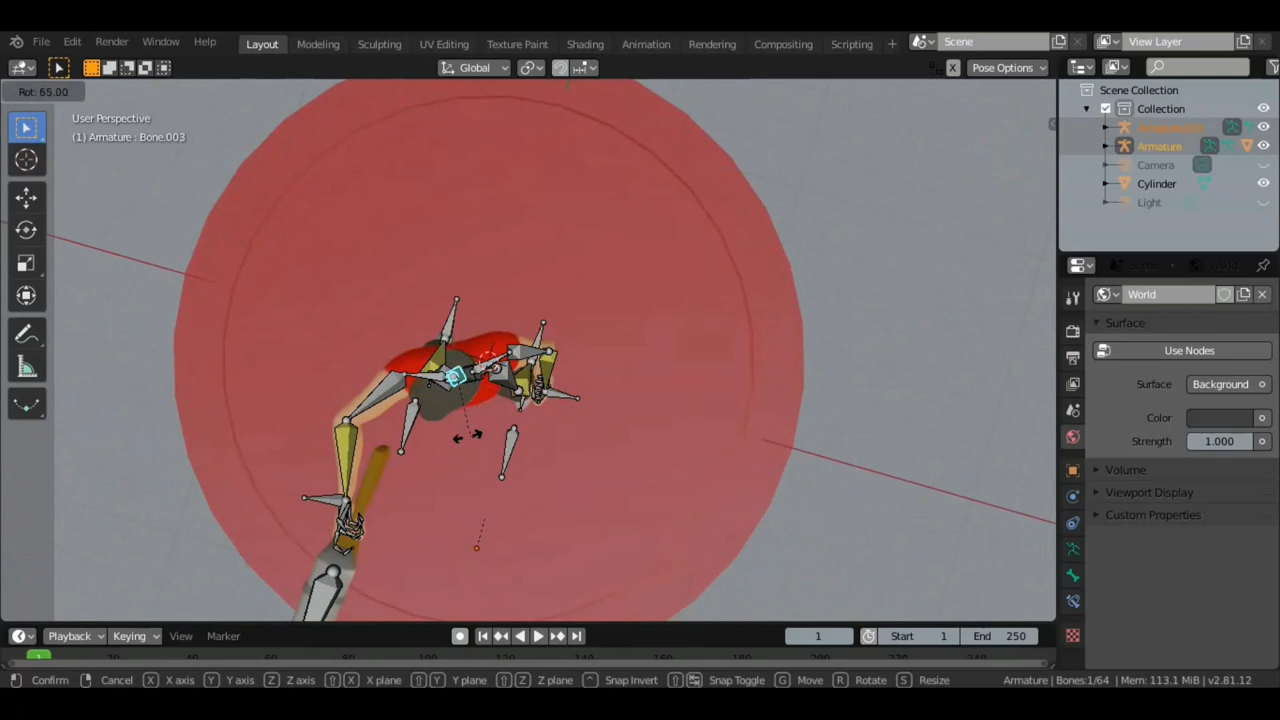 File Edit Render Window Help Layout Modeling Sculpting UV Editing Texture Paint Shading Animation Rendering Compositing Scripting + Scene View Layer
Global X Pose Options
Rot: 65.00
User Perspective
(1) Armature : Bone.003
Scene Collection
Collection
Armature
Camera
Cylinder
Light
World
Surface
Use Nodes
Surface Background
Color
Strength 1.000
Volume
Viewport Display
Custom Properties
Playback Keying View Marker 1 Start 1 End 250
1
Confirm Cancel X X axis Y Y axis Z Z axis X X plane Y Y plane Z Z plane Snap Invert Snap Toggle G Move R Rotate S Resize Armature | Bones:1/64 | Mem: 113.1 MiB | v2.81.12